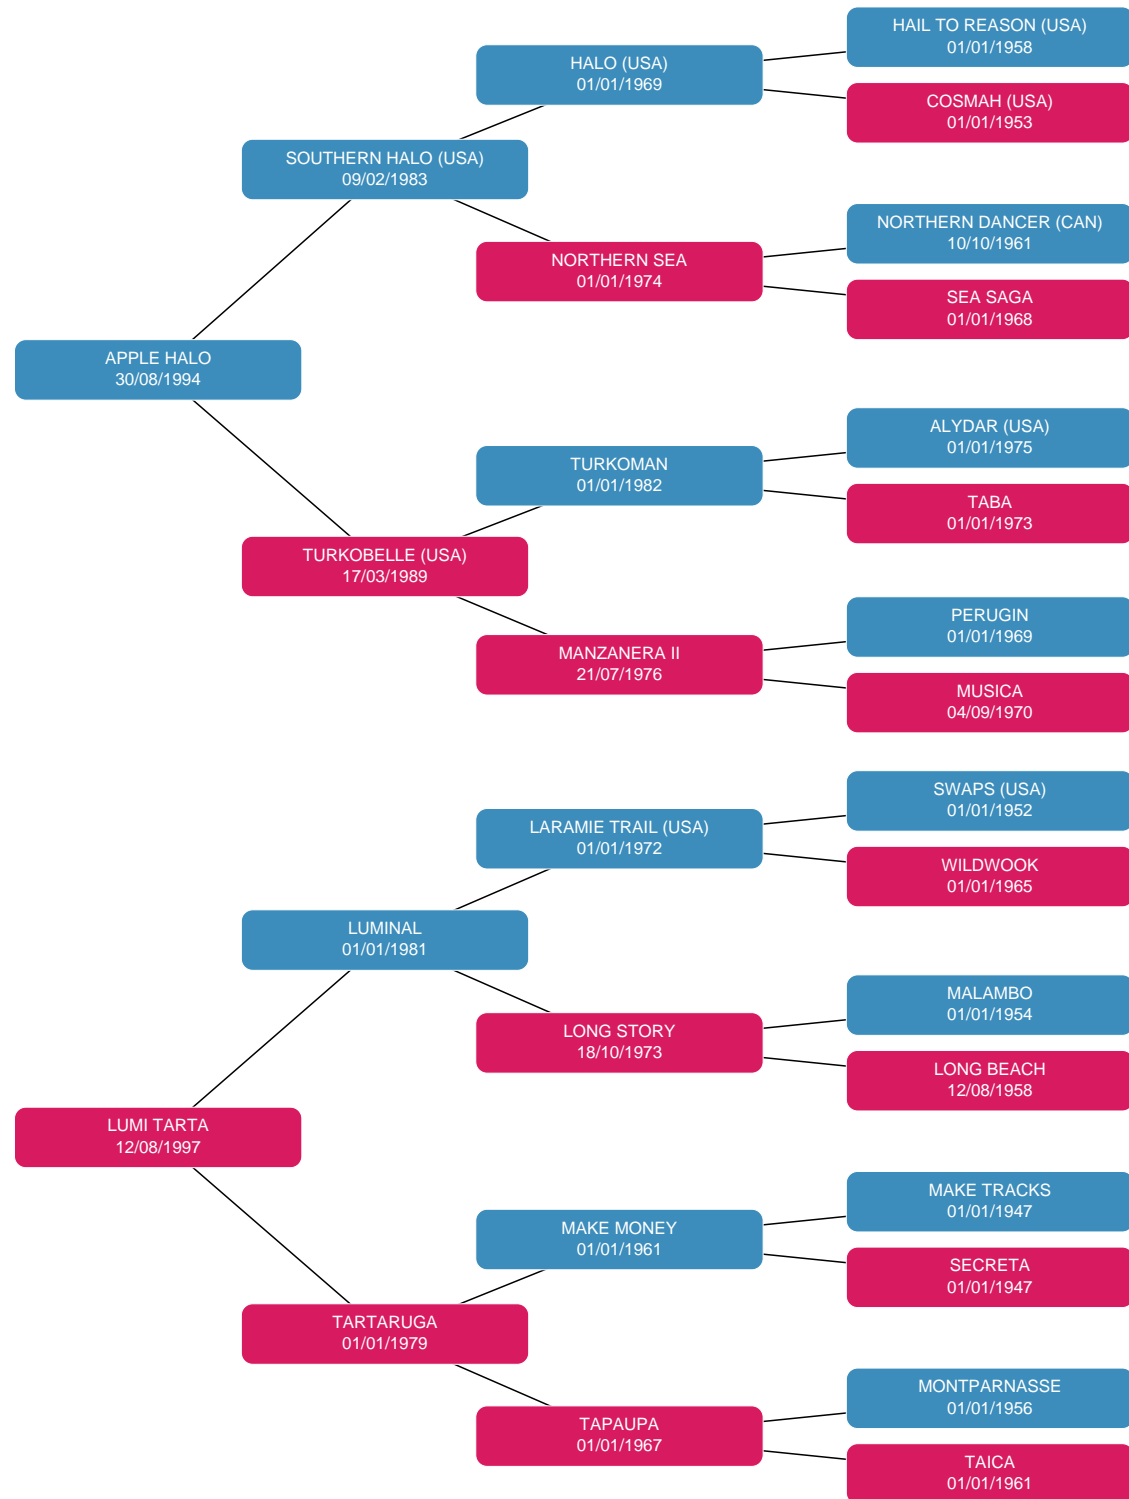 HAIL TO REASON (USA)
01/01/1958
HALO (USA)
01/01/1969
COSMAH (USA)
01/01/1953
SOUTHERN HALO (USA)
09/02/1983
NORTHERN DANCER (CAN)
10/10/1961
NORTHERN SEA
01/01/1974
SEA SAGA
01/01/1968
APPLE HALO
30/08/1994
ALYDAR (USA)
01/01/1975
TURKOMAN
01/01/1982
TABA
01/01/1973
TURKOBELLE (USA)
17/03/1989
PERUGIN
01/01/1969
MANZANERA II
21/07/1976
MUSICA
04/09/1970
SWAPS (USA)
01/01/1952
LARAMIE TRAIL (USA)
01/01/1972
WILDWOOK
01/01/1965
LUMINAL
01/01/1981
MALAMBO
01/01/1954
LONG STORY
18/10/1973
LONG BEACH
12/08/1958
LUMI TARTA
12/08/1997
MAKE TRACKS
01/01/1947
MAKE MONEY
01/01/1961
SECRETA
01/01/1947
TARTARUGA
01/01/1979
MONTPARNASSE
01/01/1956
TAPAUPA
01/01/1967
TAICA
01/01/1961